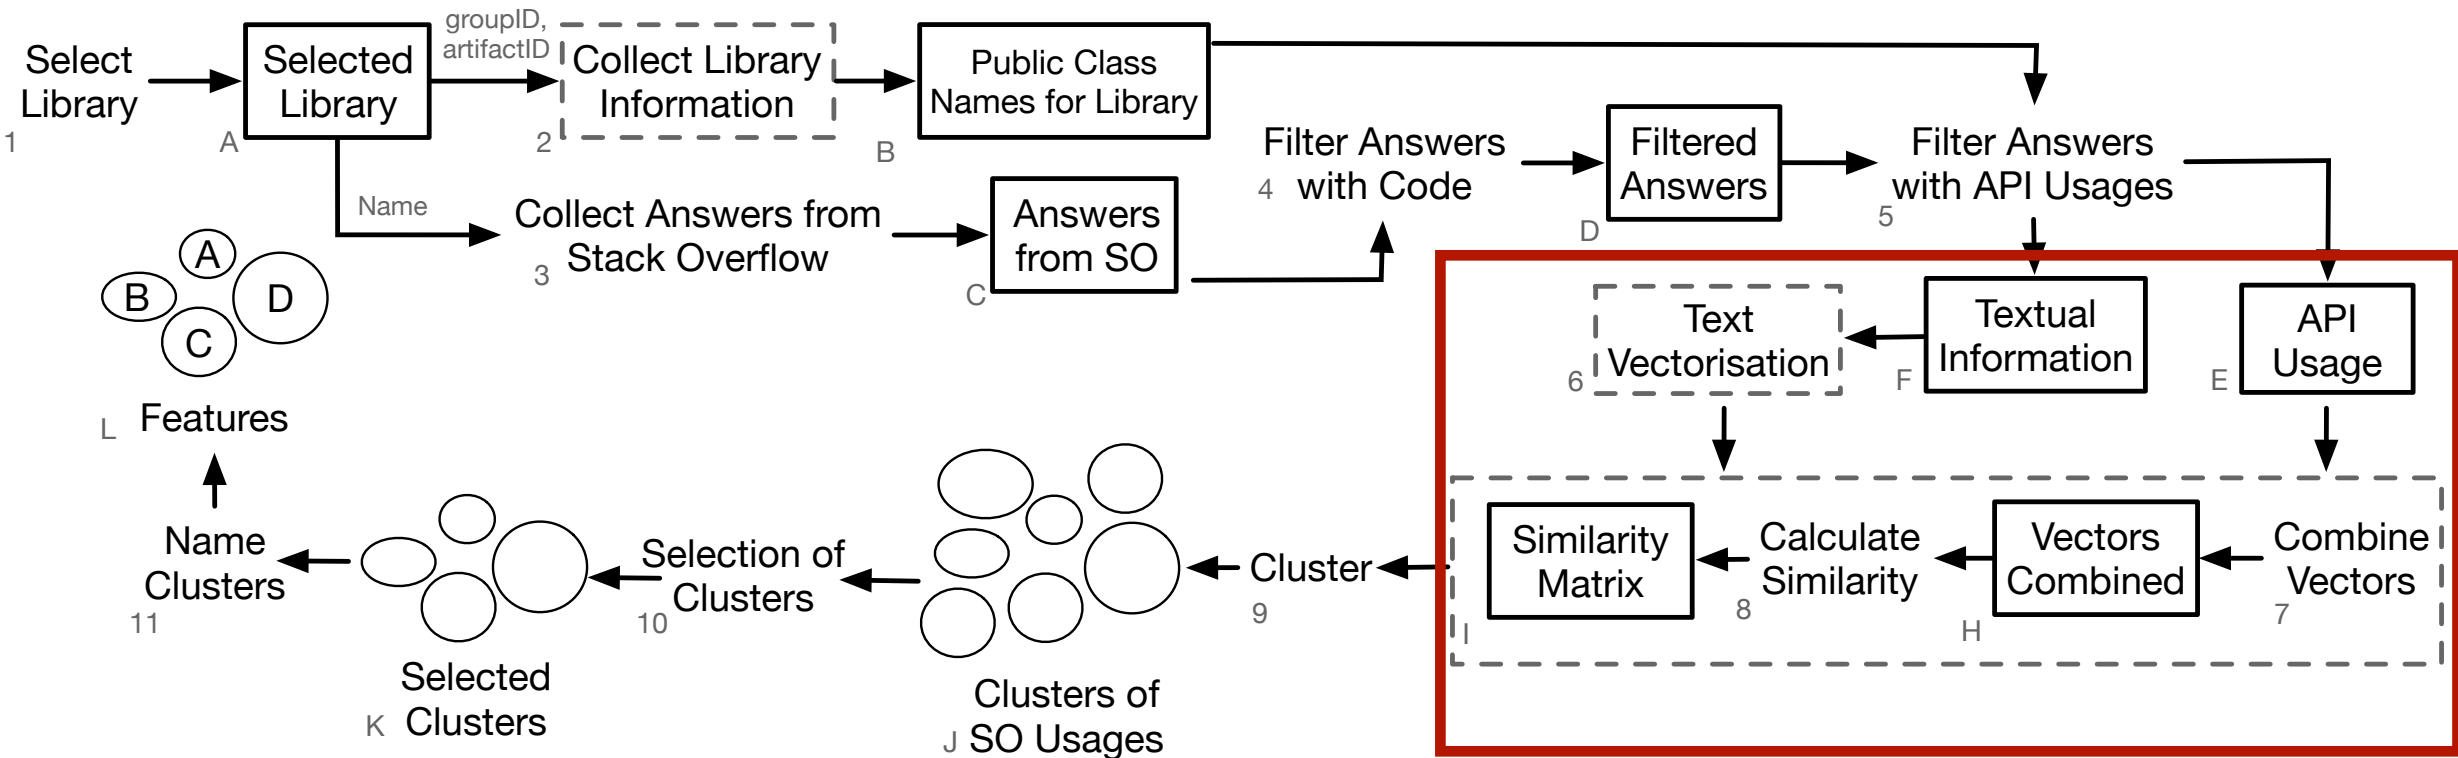 Select
Library
1
Selected
Library
A
groupID,
artifactID
Collect Library
Information
2
Public Class
Names for Library
B
Name
Collect Answers from
Stack Overflow
3
Answers
from SO
C
Filter Answers
with Code
4
Filtered
Answers
D
Filter Answers
with API Usages
5
Textual
Information
F
API
Usage
E
Text
Vectorisation
6
Combine
Vectors
7
Vectors
Combined
H
Calculate
Similarity
8
Similarity
Matrix
I
Cluster
9
Clusters of
SO Usages
J
Selection of
Clusters
10
Selected
Clusters
K
Name
Clusters
11
Features
L
A
B
C
D